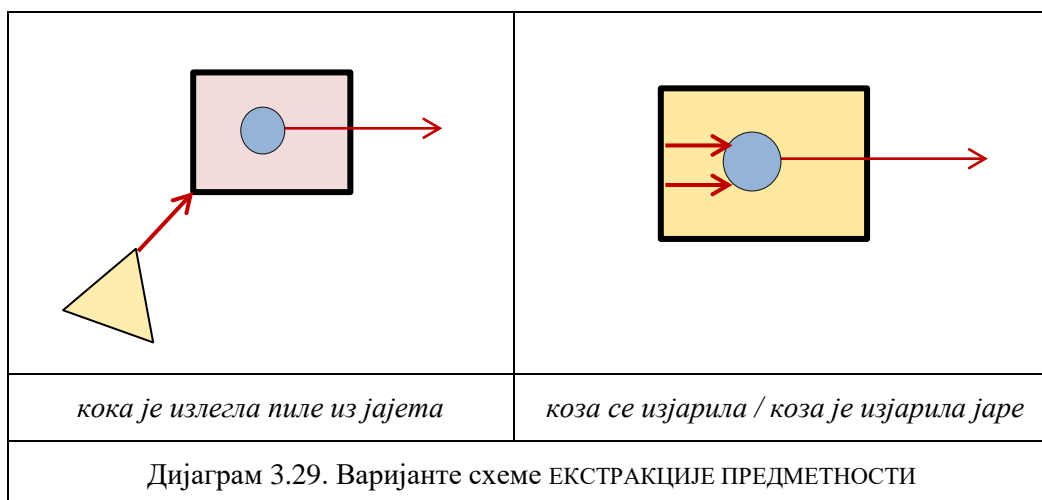 кока је излегла пиле из јајета
коза се изјарила / коза је изјарила јаре
Дијаграм 3.29. Варијанте схеме ЕКСТРАКЦИЈЕ ПРЕДМЕТНОСТИ